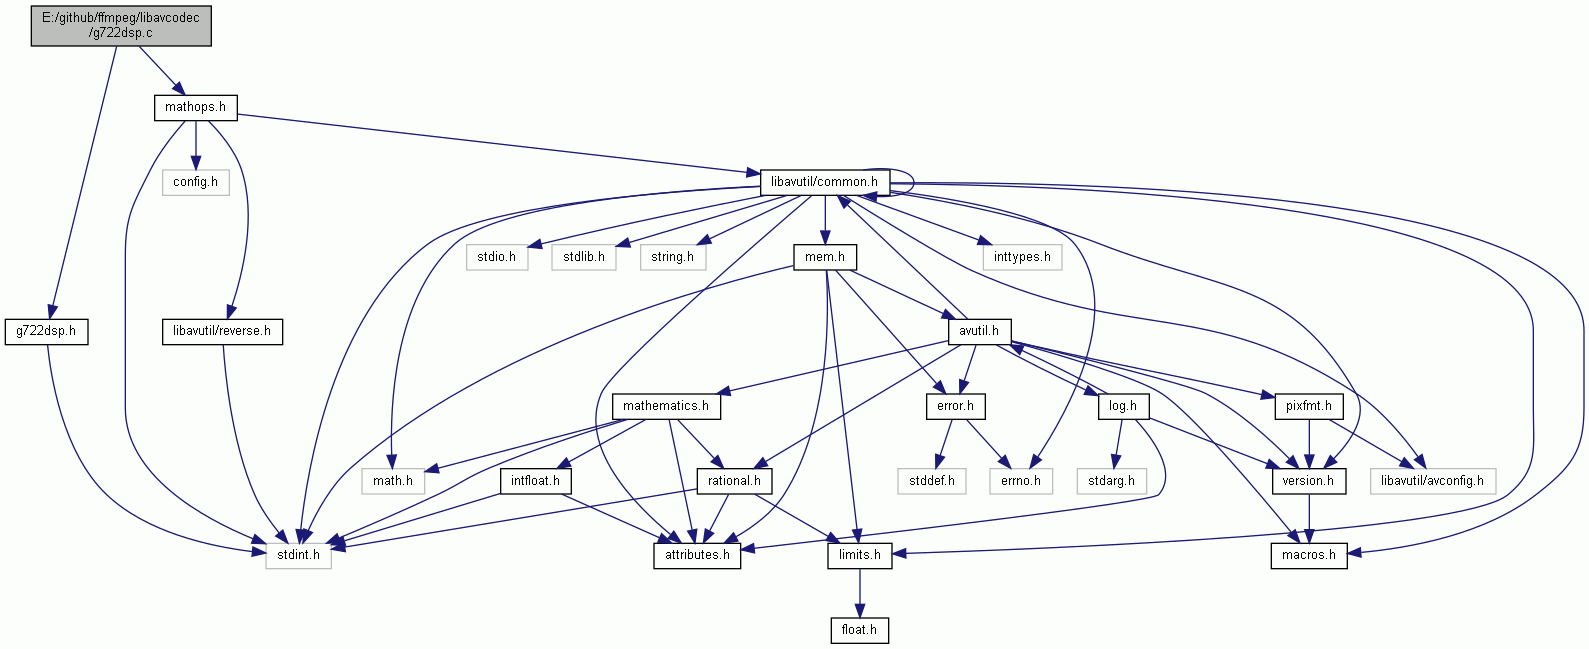 E:/github/ffmpeg/libavcodec
/g722dsp.c
mathops.h
config.h
libavutil/common.h
stdio.h
stdlib.h
string.h
mem.h
inttypes.h
g722dsp.h
libavutil/reverse.h
avutil.h
mathematics.h
error.h
log.h
pixfmt.h
math.h
intfloat.h
rational.h
stddef.h
errno.h
stdarg.h
version.h
libavutil/avconfig.h
stdint.h
attributes.h
limits.h
macros.h
float.h